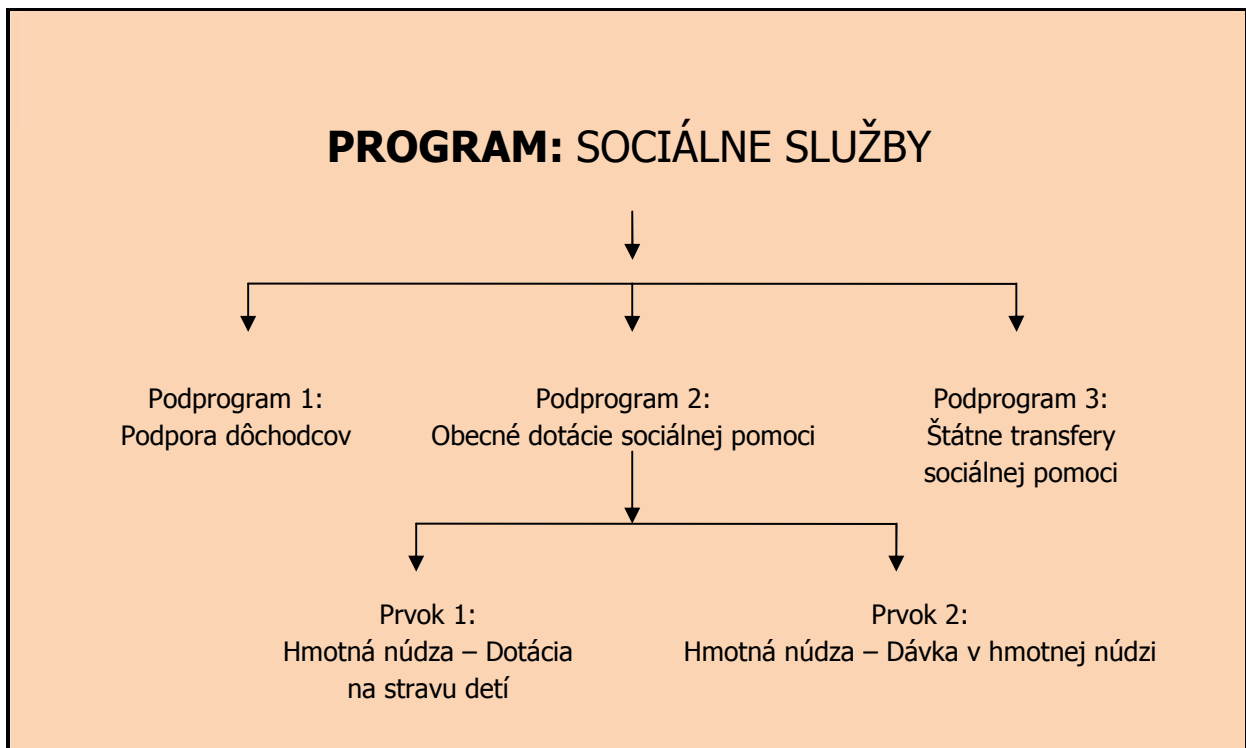 PROGRAM: SOCIÁLNE SLUŽBY
Podprogram 1:
Podpora dôchodcov
Podprogram 2:
Obecné dotácie sociálnej pomoci
Podprogram 3:
Štátne transfery
sociálnej pomoci
Prvok 1:
Hmotná núdza – Dotácia
na stravu detí
Prvok 2:
Hmotná núdza – Dávka v hmotnej núdzi